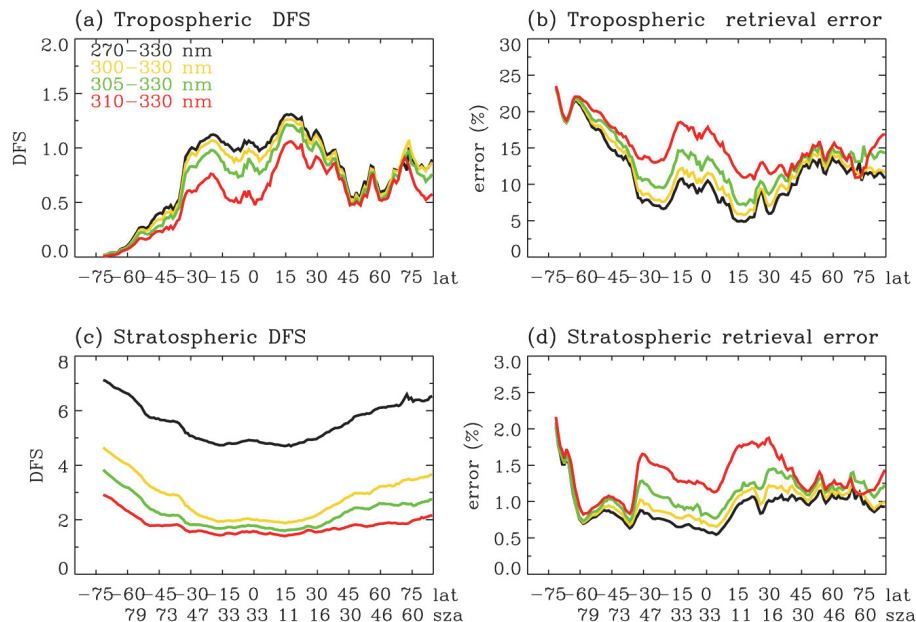 (a) Tropospheric DFS
(b) Tropospheric retrieval error
2.0
270−330 nm
300−330 nm
305−330 nm
310−330 nm
1.5
1.0
0.5
0.0
DFS
−75−60−45−30−15 0 15 30 45 60 75 lat
30
25
20
15
10
5
0
error (%)
−75−60−45−30−15 0 15 30 45 60 75 lat
(c) Stratospheric DFS
(d) Stratospheric retrieval error
8
6
4
2
0
DFS
−75−60−45−30−15 0 15 30 45 60 75 lat
79 73 47 33 33 11 16 30 46 60 sza
3.0
2.5
2.0
1.5
1.0
0.5
0
error (%)
−75−60−45−30−15 0 15 30 45 60 75 lat
79 73 47 33 33 11 16 30 46 60 sza